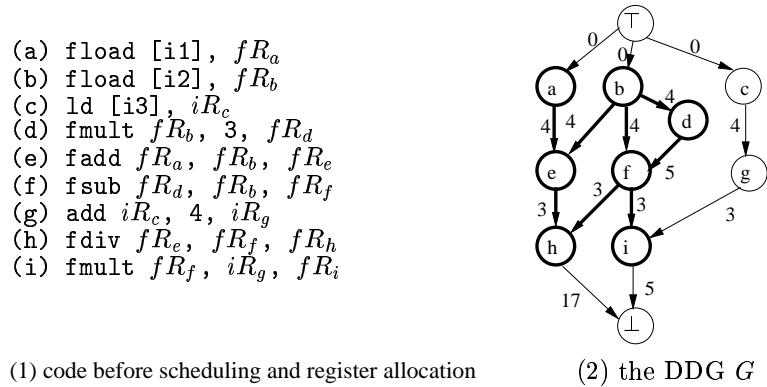 (a) fload [i1], fR_a
(b) fload [i2], fR_b
(c) ld [i3], iR_c
(d) fmult fR_b, 3, fR_d
(e) fadd fR_a, fR_b, fR_e
(f) fsub fR_d, fR_b, fR_f
(g) add iR_c, 4, iR_g
(h) fdiv fR_e, fR_f, fR_h
(i) fmult fR_f, iR_g, fR_i
(1) code before scheduling and register allocation
⊤
0 0 0
a b c
4
d
4 4 4 4
5
e f g
3 3 3 3
h i
17 5
⊥
(2) the DDG G